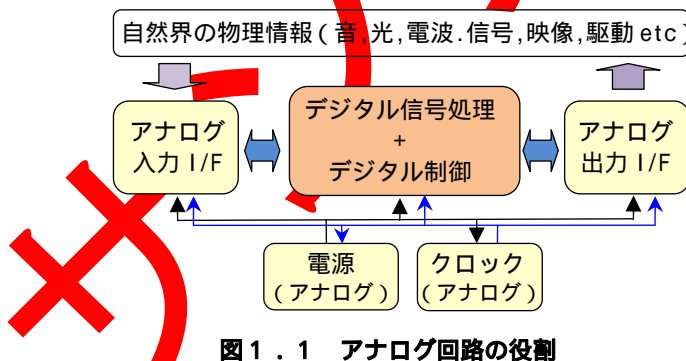 自然界の物理情報（音,光,電波.信号,映像,駆動 etc）
アナログ
入力 I/F
デジタル信号処理
+
デジタル制御
アナログ
出力 I/F
電源
（アナログ）
クロック
（アナログ）
図１．１　アナログ回路の役割